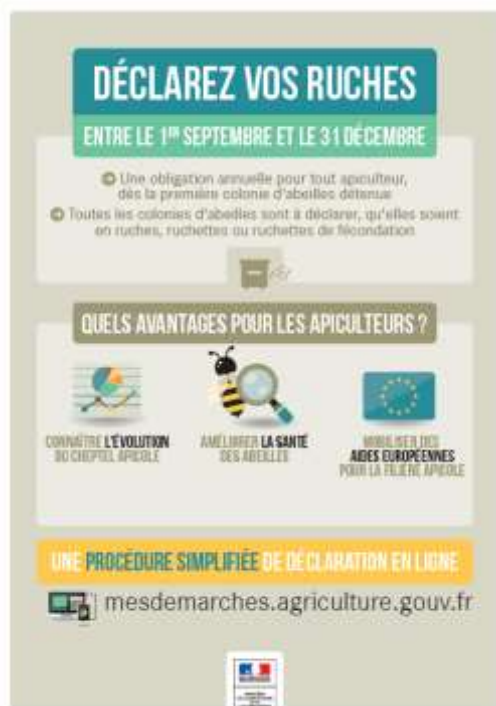 DÉCLAREZ VOS RUCHES
ENTRE LE 1ER SEPTEMBRE ET LE 31 DÉCEMBRE
Une obligation annuelle pour tout apiculteur,
dès la première colonie d'abeilles détenue
Toutes les colonies d'abeilles sont à déclarer, qu'elles soient
en ruches, ruchettes ou ruchettes de fécondation
QUELS AVANTAGES POUR LES APICULTEURS ?
CONNAÎTRE L'ÉVOLUTION
DU CHEPTEL APICOLE
AMÉLIORER LA SANTÉ
DES ABEILLES
MOBILISER DES
AIDES EUROPÉENNES
POUR LA FILIÈRE APICOLE
UNE PROCÉDURE SIMPLIFIÉE DE DÉCLARATION EN LIGNE
mesdemarches.agriculture.gouv.fr